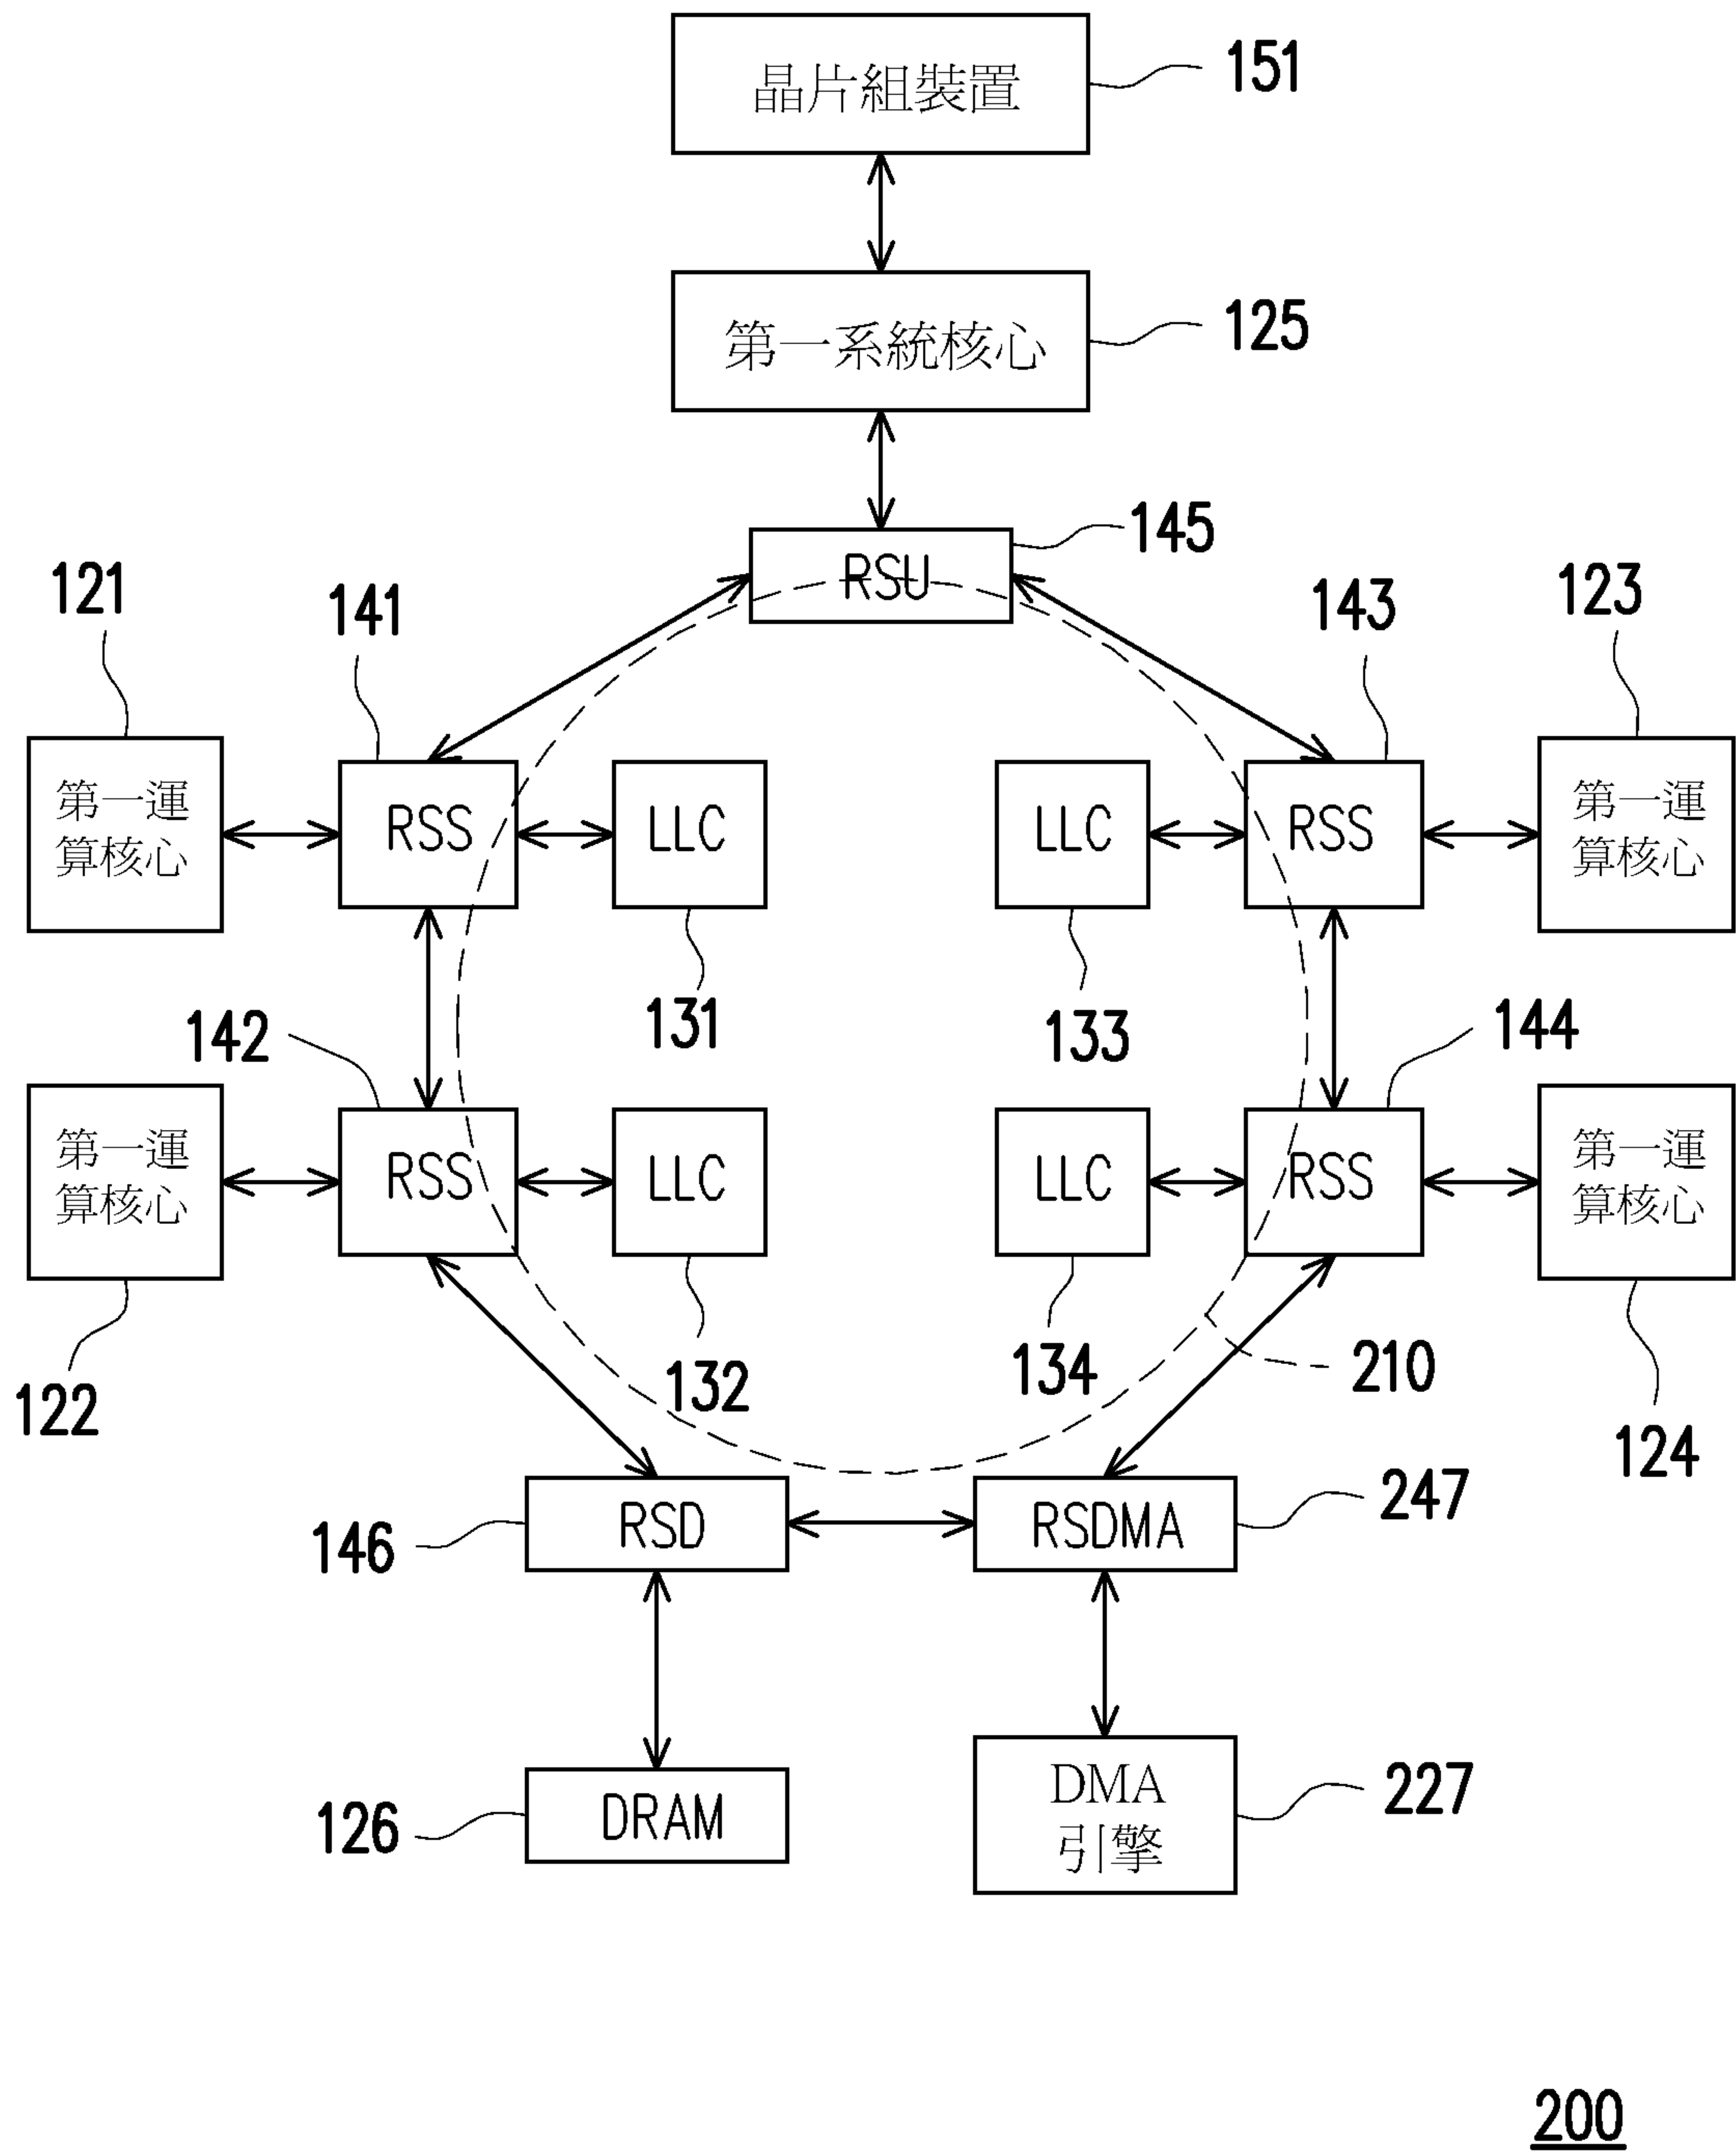 晶片組裝置
151
第一系統核心
125
RSU
145
121
141
143
123
第一運
算核心
RSS
LLC
LLC
RSS
第一運
算核心
131
133
142
144
第一運
算核心
RSS
LLC
LLC
RSS
第一運
算核心
122
132
134
210
124
146
RSD
RSDMA
247
126
DRAM
DMA
引擎
227
200